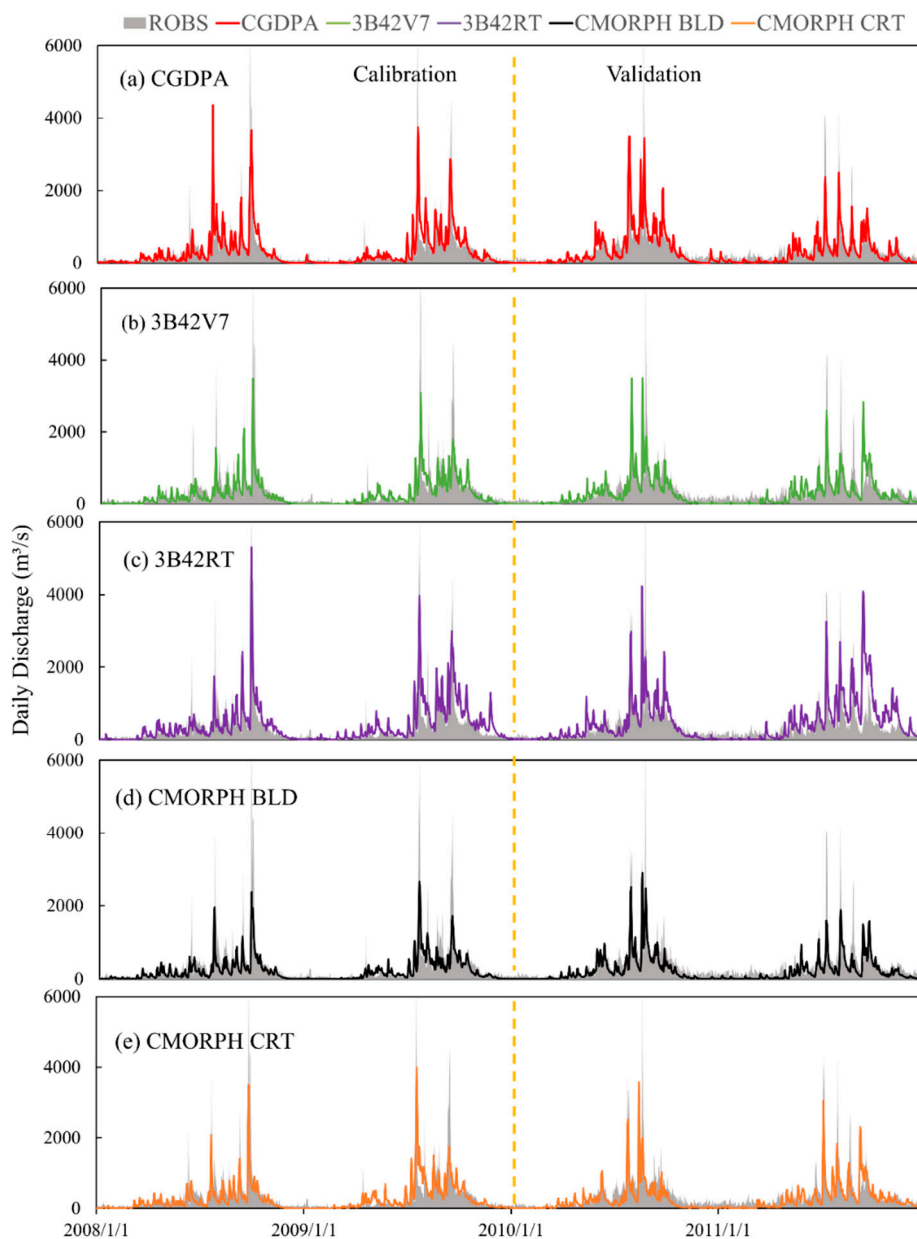 ROBS CGDPA 3B42V7 3B42RT CMORPH BLD CMORPH CRT
6000
(a) CGDPA Calibration Validation
4000
2000
0
6000
(b) 3B42V7
4000
2000
0
6000
(c) 3B42RT
4000
2000
0
Daily Discharge (m³/s)
6000
(d) CMORPH BLD
4000
2000
0
6000
(e) CMORPH CRT
4000
2000
0
2008/1/1 2009/1/1 2010/1/1 2011/1/1